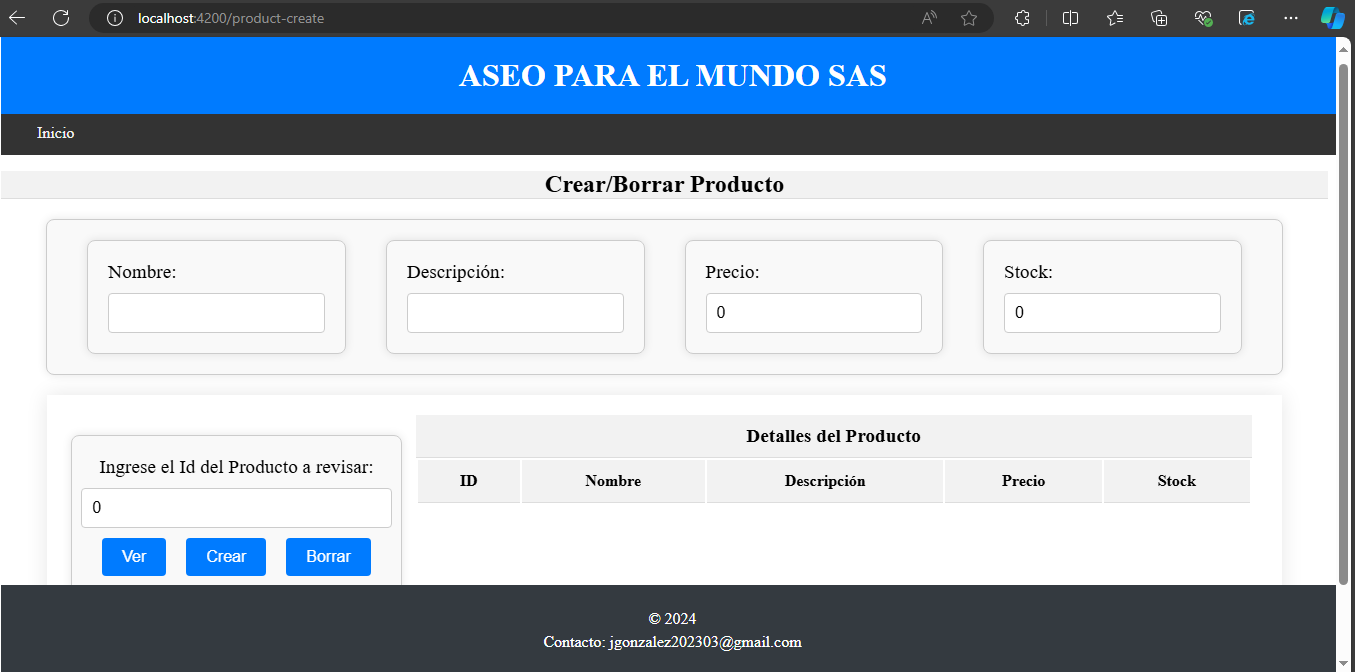 localhost:4200/product-create
ASEO PARA EL MUNDO SAS
Inicio
Crear/Borrar Producto
Nombre:
Descripción:
Precio:
Stock:
0
0
Detalles del Producto
Ingrese el Id del Producto a revisar:
ID Nombre Descripción Precio Stock
0
Ver Crear Borrar
© 2024
Contacto: jgonzalez202303@gmail.com